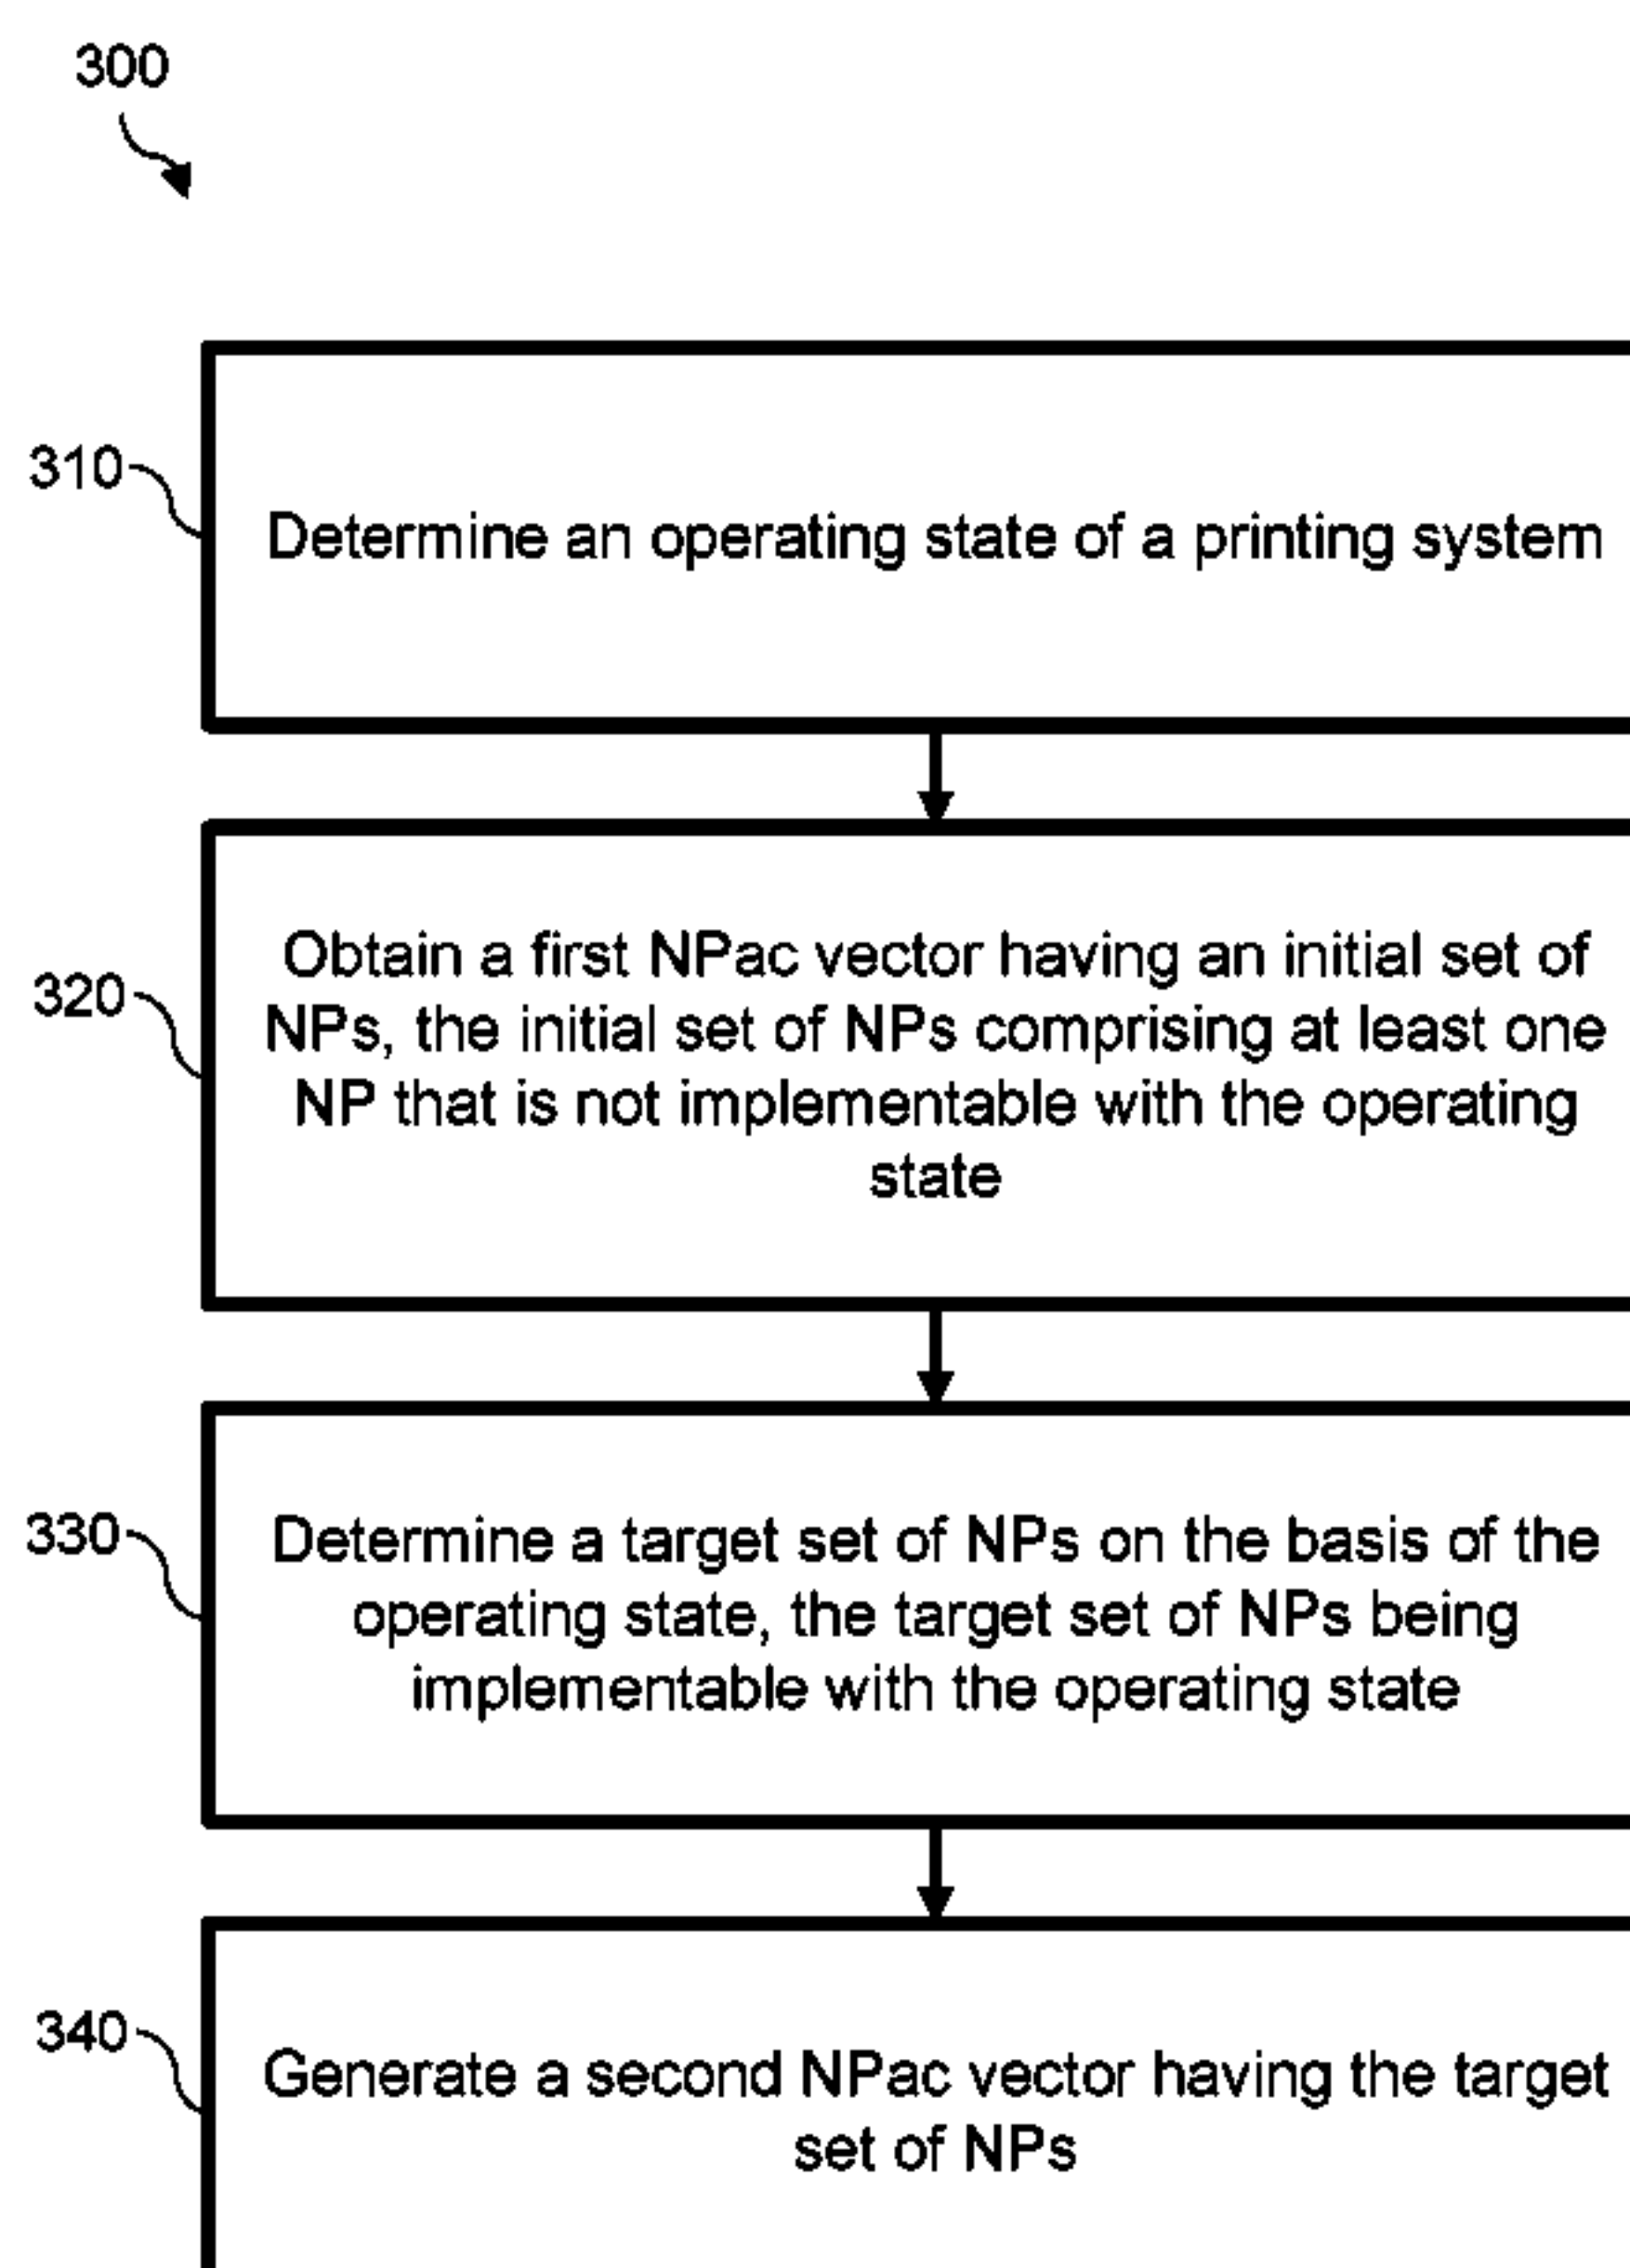 300
310
Determine an operating state of a printing system
320
Obtain a first NPac vector having an initial set of
NPs, the initial set of NPs comprising at least one
NP that is not implementable with the operating
state
330
Determine a target set of NPs on the basis of the
operating state, the target set of NPs being
implementable with the operating state
340
Generate a second NPac vector having the target
set of NPs